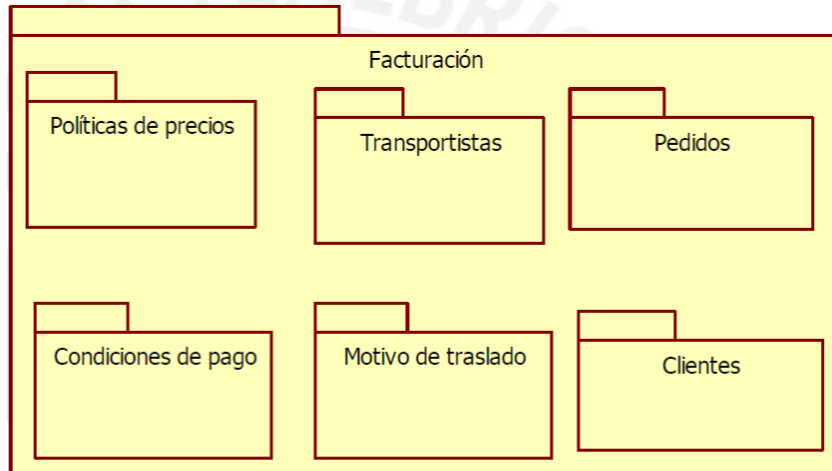 Facturación
Políticas de precios
Transportistas
Pedidos
Condiciones de pago
Motivo de traslado
Clientes